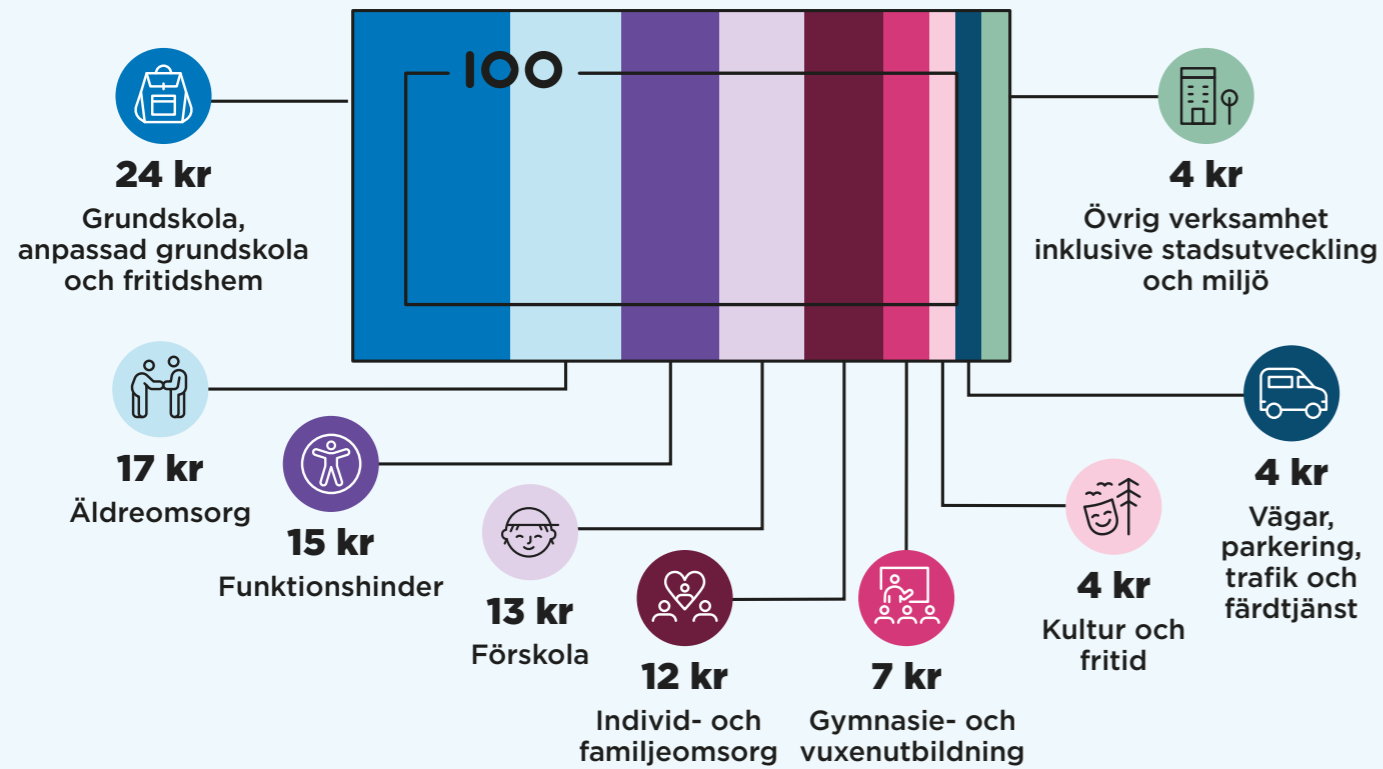 100
24 kr
Grundskola,
anpassad grundskola
och fritidshem
4 kr
Övrig verksamhet
inklusive stadsutveckling
och miljö
17 kr
Äldreomsorg
15 kr
Funktionshinder
13 kr
Förskola
12 kr
Individ- och
familjeomsorg
7 kr
Gymnasie- och
vuxenutbildning
4 kr
Kultur och
fritid
4 kr
Vägar,
parkering,
trafik och
färdtjänst